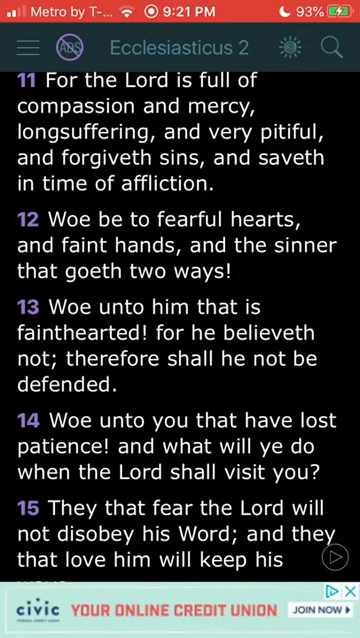 Metro by T-... 9:21 PM 93%
ADS Ecclesiasticus 2
11 For the Lord is full of
compassion and mercy,
longsuffering, and very pitiful,
and forgiveth sins, and saveth
in time of affliction.
12 Woe be to fearful hearts,
and faint hands, and the sinner
that goeth two ways!
13 Woe unto him that is
fainthearted! for he believeth
not; therefore shall he not be
defended.
14 Woe unto you that have lost
patience! and what will ye do
when the Lord shall visit you?
15 They that fear the Lord will
not disobey his Word; and they
that love him will keep his
civic YOUR ONLINE CREDIT UNION JOIN NOW